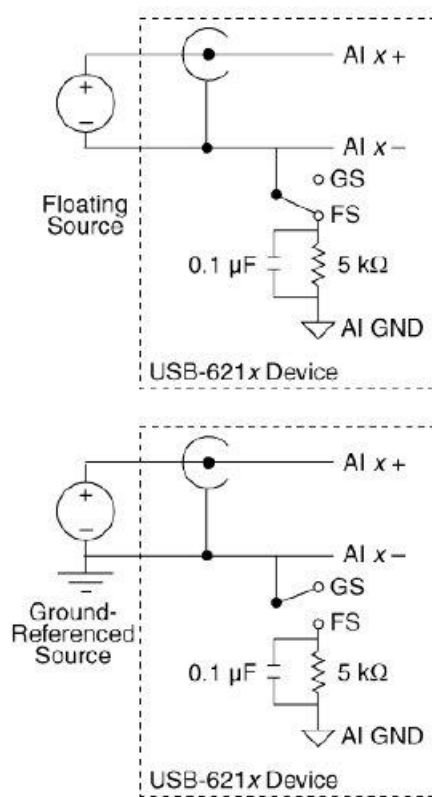 +
AI x +
−
AI x −
Floating
Source
GS
FS
0.1 µF
5 kΩ
AI GND
USB-621x Device
+
AI x +
−
AI x −
Ground-
Referenced
Source
GS
FS
0.1 µF
5 kΩ
AI GND
USB-621x Device